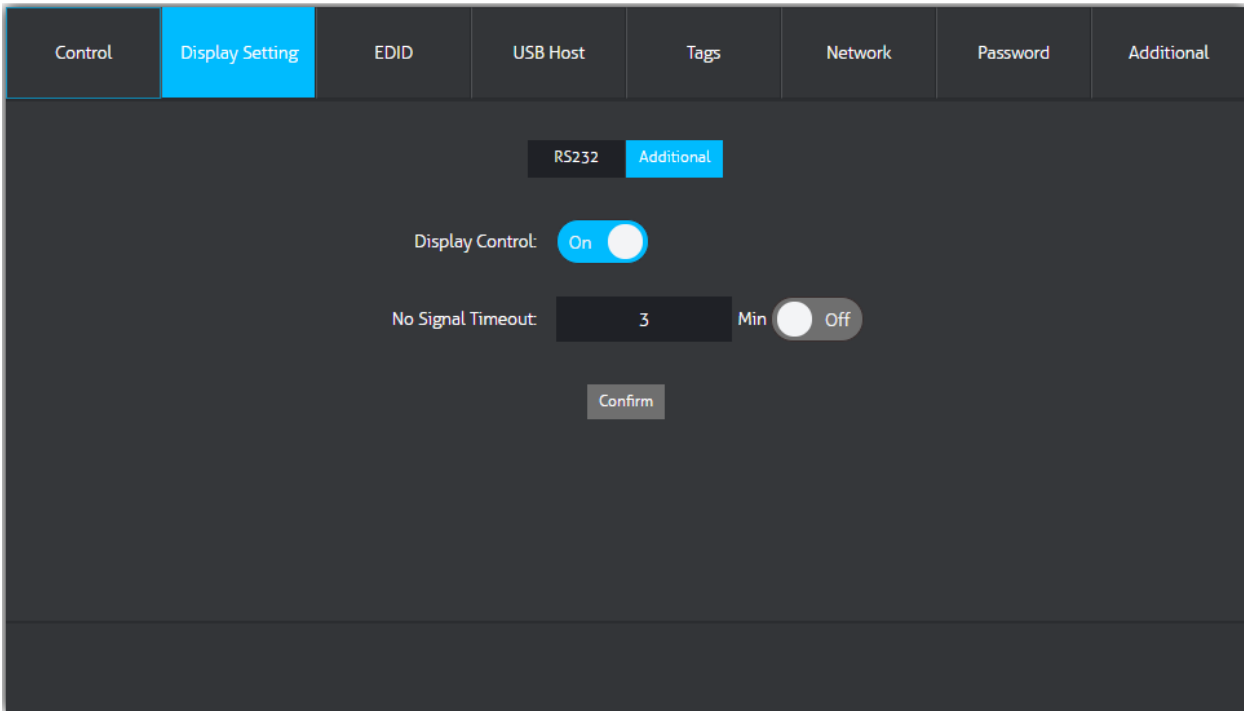 Control Display Setting EDID USB Host Tags Network Password Additional
RS232 Additional
Display Control: On
No Signal Timeout: 3 Min Off
Confirm